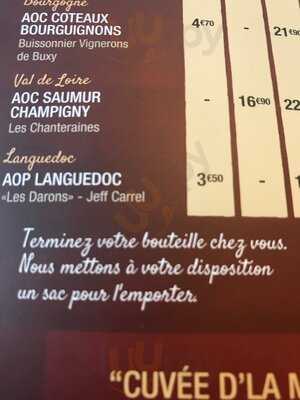 Bourgogne
AOC COTEAUX
BOURGUIGNONS
Buissonnier Vignerons
de Buxy
4€70 - 21€90
Val de Loire
AOC SAUMUR
CHAMPIGNY
Les Chanteraines
- 16€90 22
Languedoc
AOP LANGUEDOC
«Les Darons» - Jeff Carrel
3€50 -
Terminez votre bouteille chez vous.
Nous mettons à votre disposition
un sac pour l'emporter.
“CUVÉE D’LA